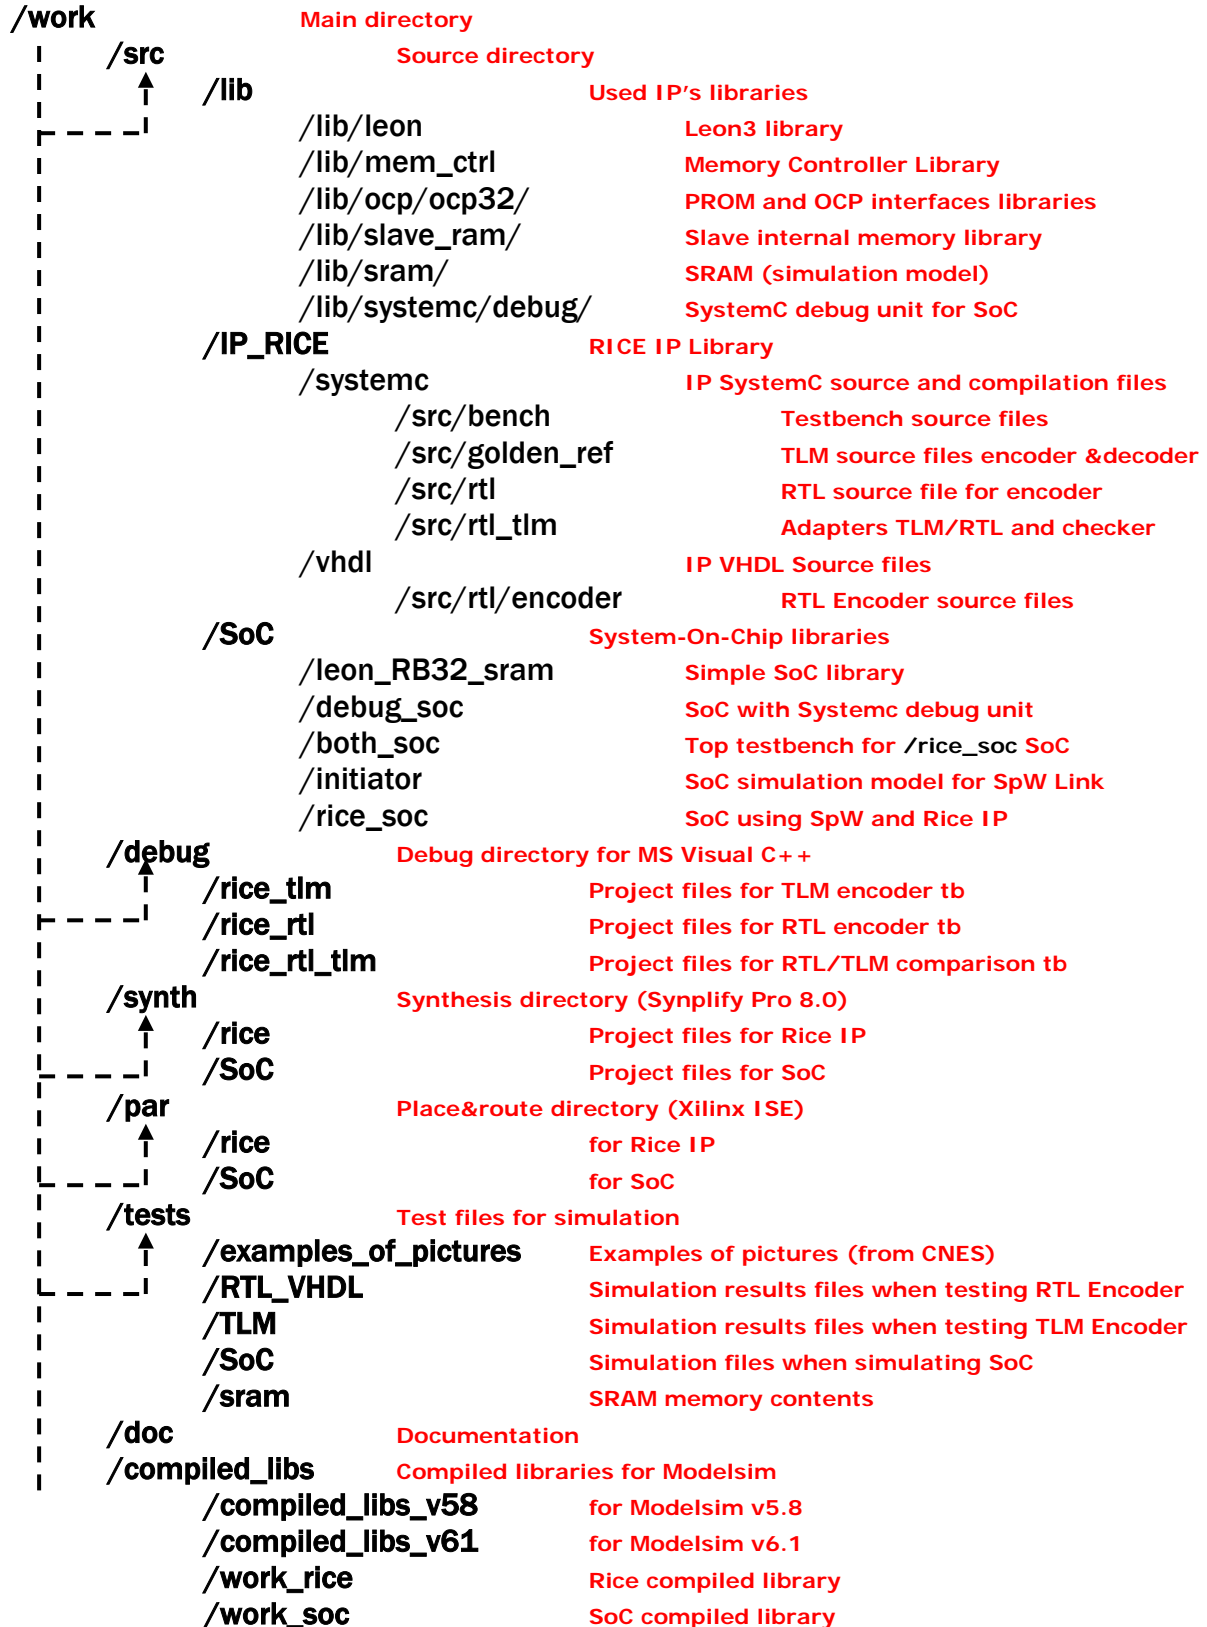 /work Main directory
/src Source directory
/lib Used IP's libraries
/lib/leon Leon3 library
/lib/mem_ctrl Memory Controller Library
/lib/ocp/ocp32/ PROM and OCP interfaces libraries
/lib/slave_ram/ Slave internal memory library
/lib/sram/ SRAM (simulation model)
/lib/systemc/debug/ SystemC debug unit for SoC
/IP_RICE RICE IP Library
/systemc IP SystemC source and compilation files
/src/bench Testbench source files
/src/golden_ref TLM source files encoder &decoder
/src/rtl RTL source file for encoder
/src/rtl_tlm Adapters TLM/RTL and checker
/vhdl IP VHDL Source files
/src/rtl/encoder RTL Encoder source files
/SoC System-On-Chip libraries
/leon_RB32_sram Simple SoC library
/debug_soc SoC with Systemc debug unit
/both_soc Top testbench for /rice_soc SoC
/initiator SoC simulation model for SpW Link
/rice_soc SoC using SpW and Rice IP
/debug Debug directory for MS Visual C++
/rice_tlm Project files for TLM encoder tb
/rice_rtl Project files for RTL encoder tb
/rice_rtl_tlm Project files for RTL/TLM comparison tb
/synth Synthesis directory (Synplify Pro 8.0)
/rice Project files for Rice IP
/SoC Project files for SoC
/par Place&route directory (Xilinx ISE)
/rice for Rice IP
/SoC for SoC
/tests Test files for simulation
/examples_of_pictures Examples of pictures (from CNES)
/RTL_VHDL Simulation results files when testing RTL Encoder
/TLM Simulation results files when testing TLM Encoder
/SoC Simulation files when simulating SoC
/sram SRAM memory contents
/doc Documentation
/compiled_libs Compiled libraries for Modelsim
/compiled_libs_v58 for Modelsim v5.8
/compiled_libs_v61 for Modelsim v6.1
/work_rice Rice compiled library
/work_soc SoC compiled library